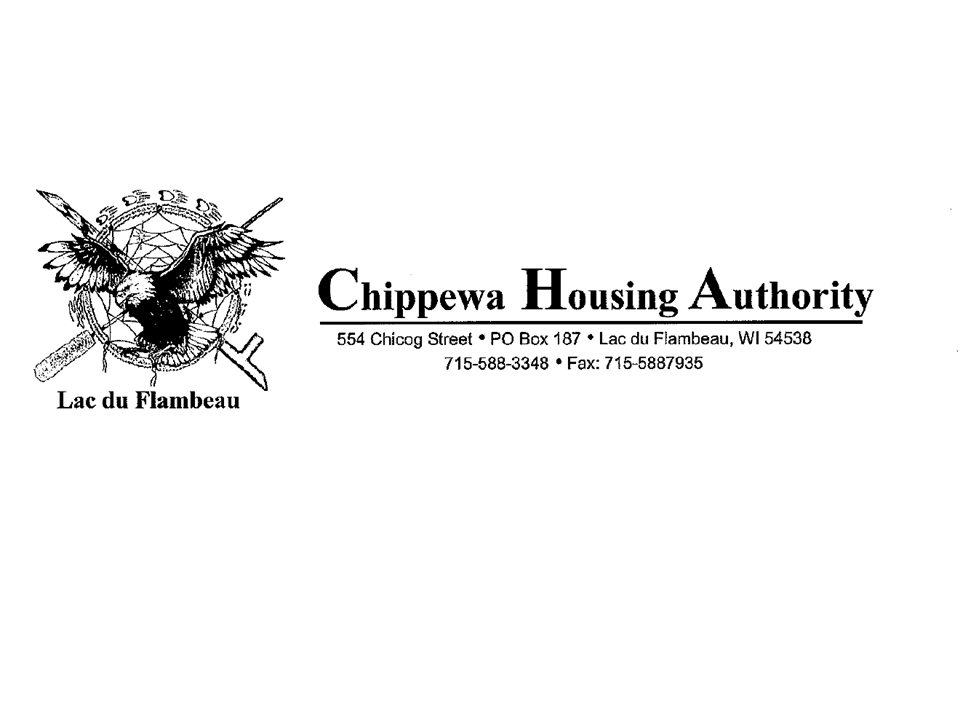 Lac du Flambeau
Chippewa Housing Authority
554 Chicog Street • PO Box 187 • Lac du Flambeau, WI 54538
715-588-3348 • Fax: 715-5887935